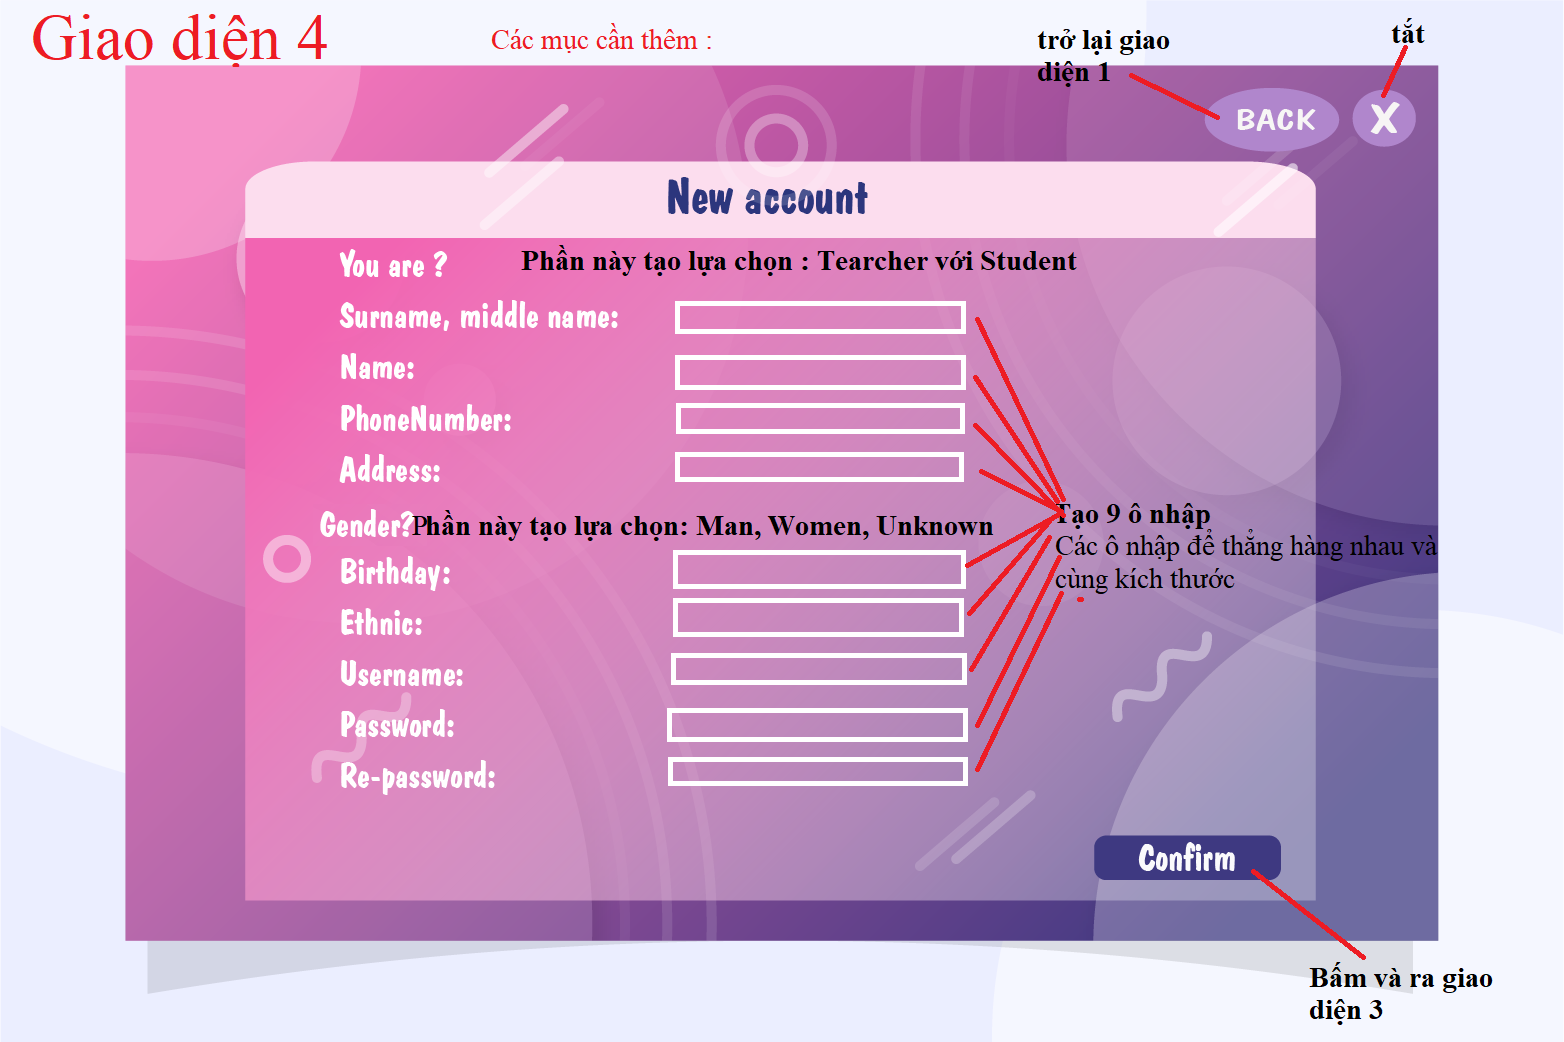 Giao diện 4
Các mục cần thêm :
trở lại giao
diện 1
tắt
BACK
X
New account
You are ?
Phần này tạo lựa chọn : Tearcher với Student
Surname, middle name:
Name:
PhoneNumber:
Address:
Gender?
Phần này tạo lựa chọn: Man, Women, Unknown
Tạo 9 ô nhập
Các ô nhập để thẳng hàng nhau và
cùng kích thước
Birthday:
Ethnic:
Username:
Password:
Re-password:
Confirm
Bấm và ra giao
diện 3